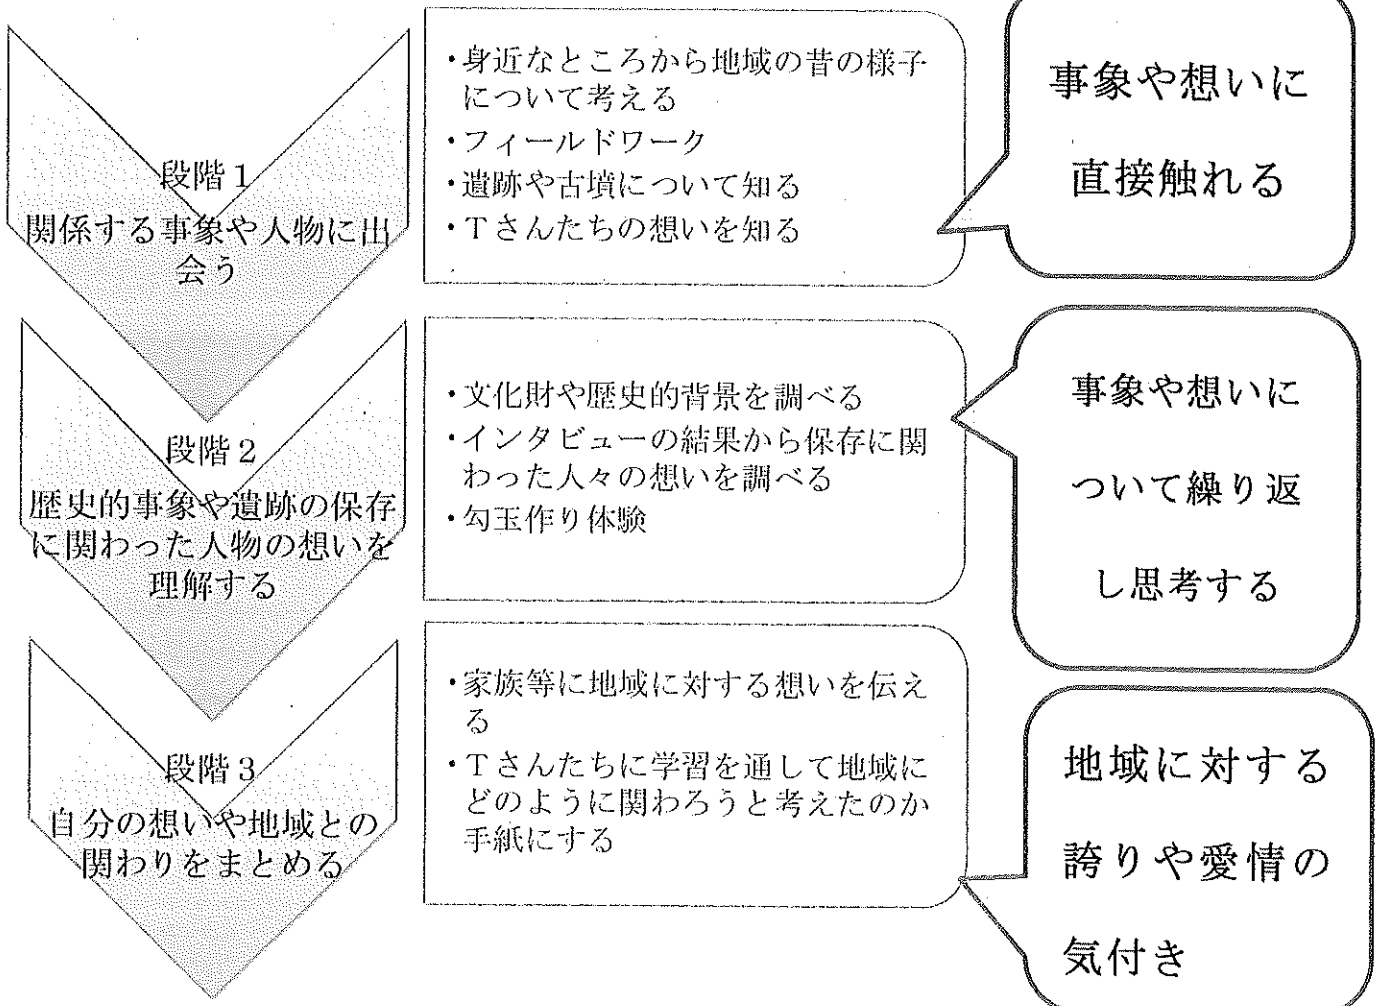 段階１
関係する事象や人物に出
会う
・身近なところから地域の昔の様子
について考える
・フィールドワーク
・遺跡や古墳について知る
・Ｔさんたちの想いを知る
事象や想いに
直接触れる
段階２
歴史的事象や遺跡の保存
に関わった人物の想いを
理解する
・文化財や歴史的背景を調べる
・インタビューの結果から保存に関
わった人々の想いを調べる
・勾玉作り体験
事象や想いに
ついて繰り返
し思考する
段階３
自分の想いや地域との
関わりをまとめる
・家族等に地域に対する想いを伝え
る
・Ｔさんたちに学習を通して地域に
どのように関わろうと考えたのか
手紙にする
地域に対する
誇りや愛情の
気付き